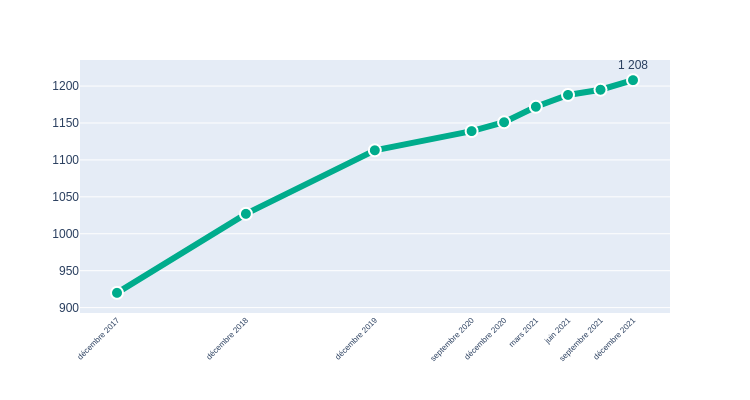 1 208
1200
1150
1100
1050
1000
950
900
décembre 2017
décembre 2018
décembre 2019
septembre 2020
décembre 2020
mars 2021
juin 2021
septembre 2021
décembre 2021